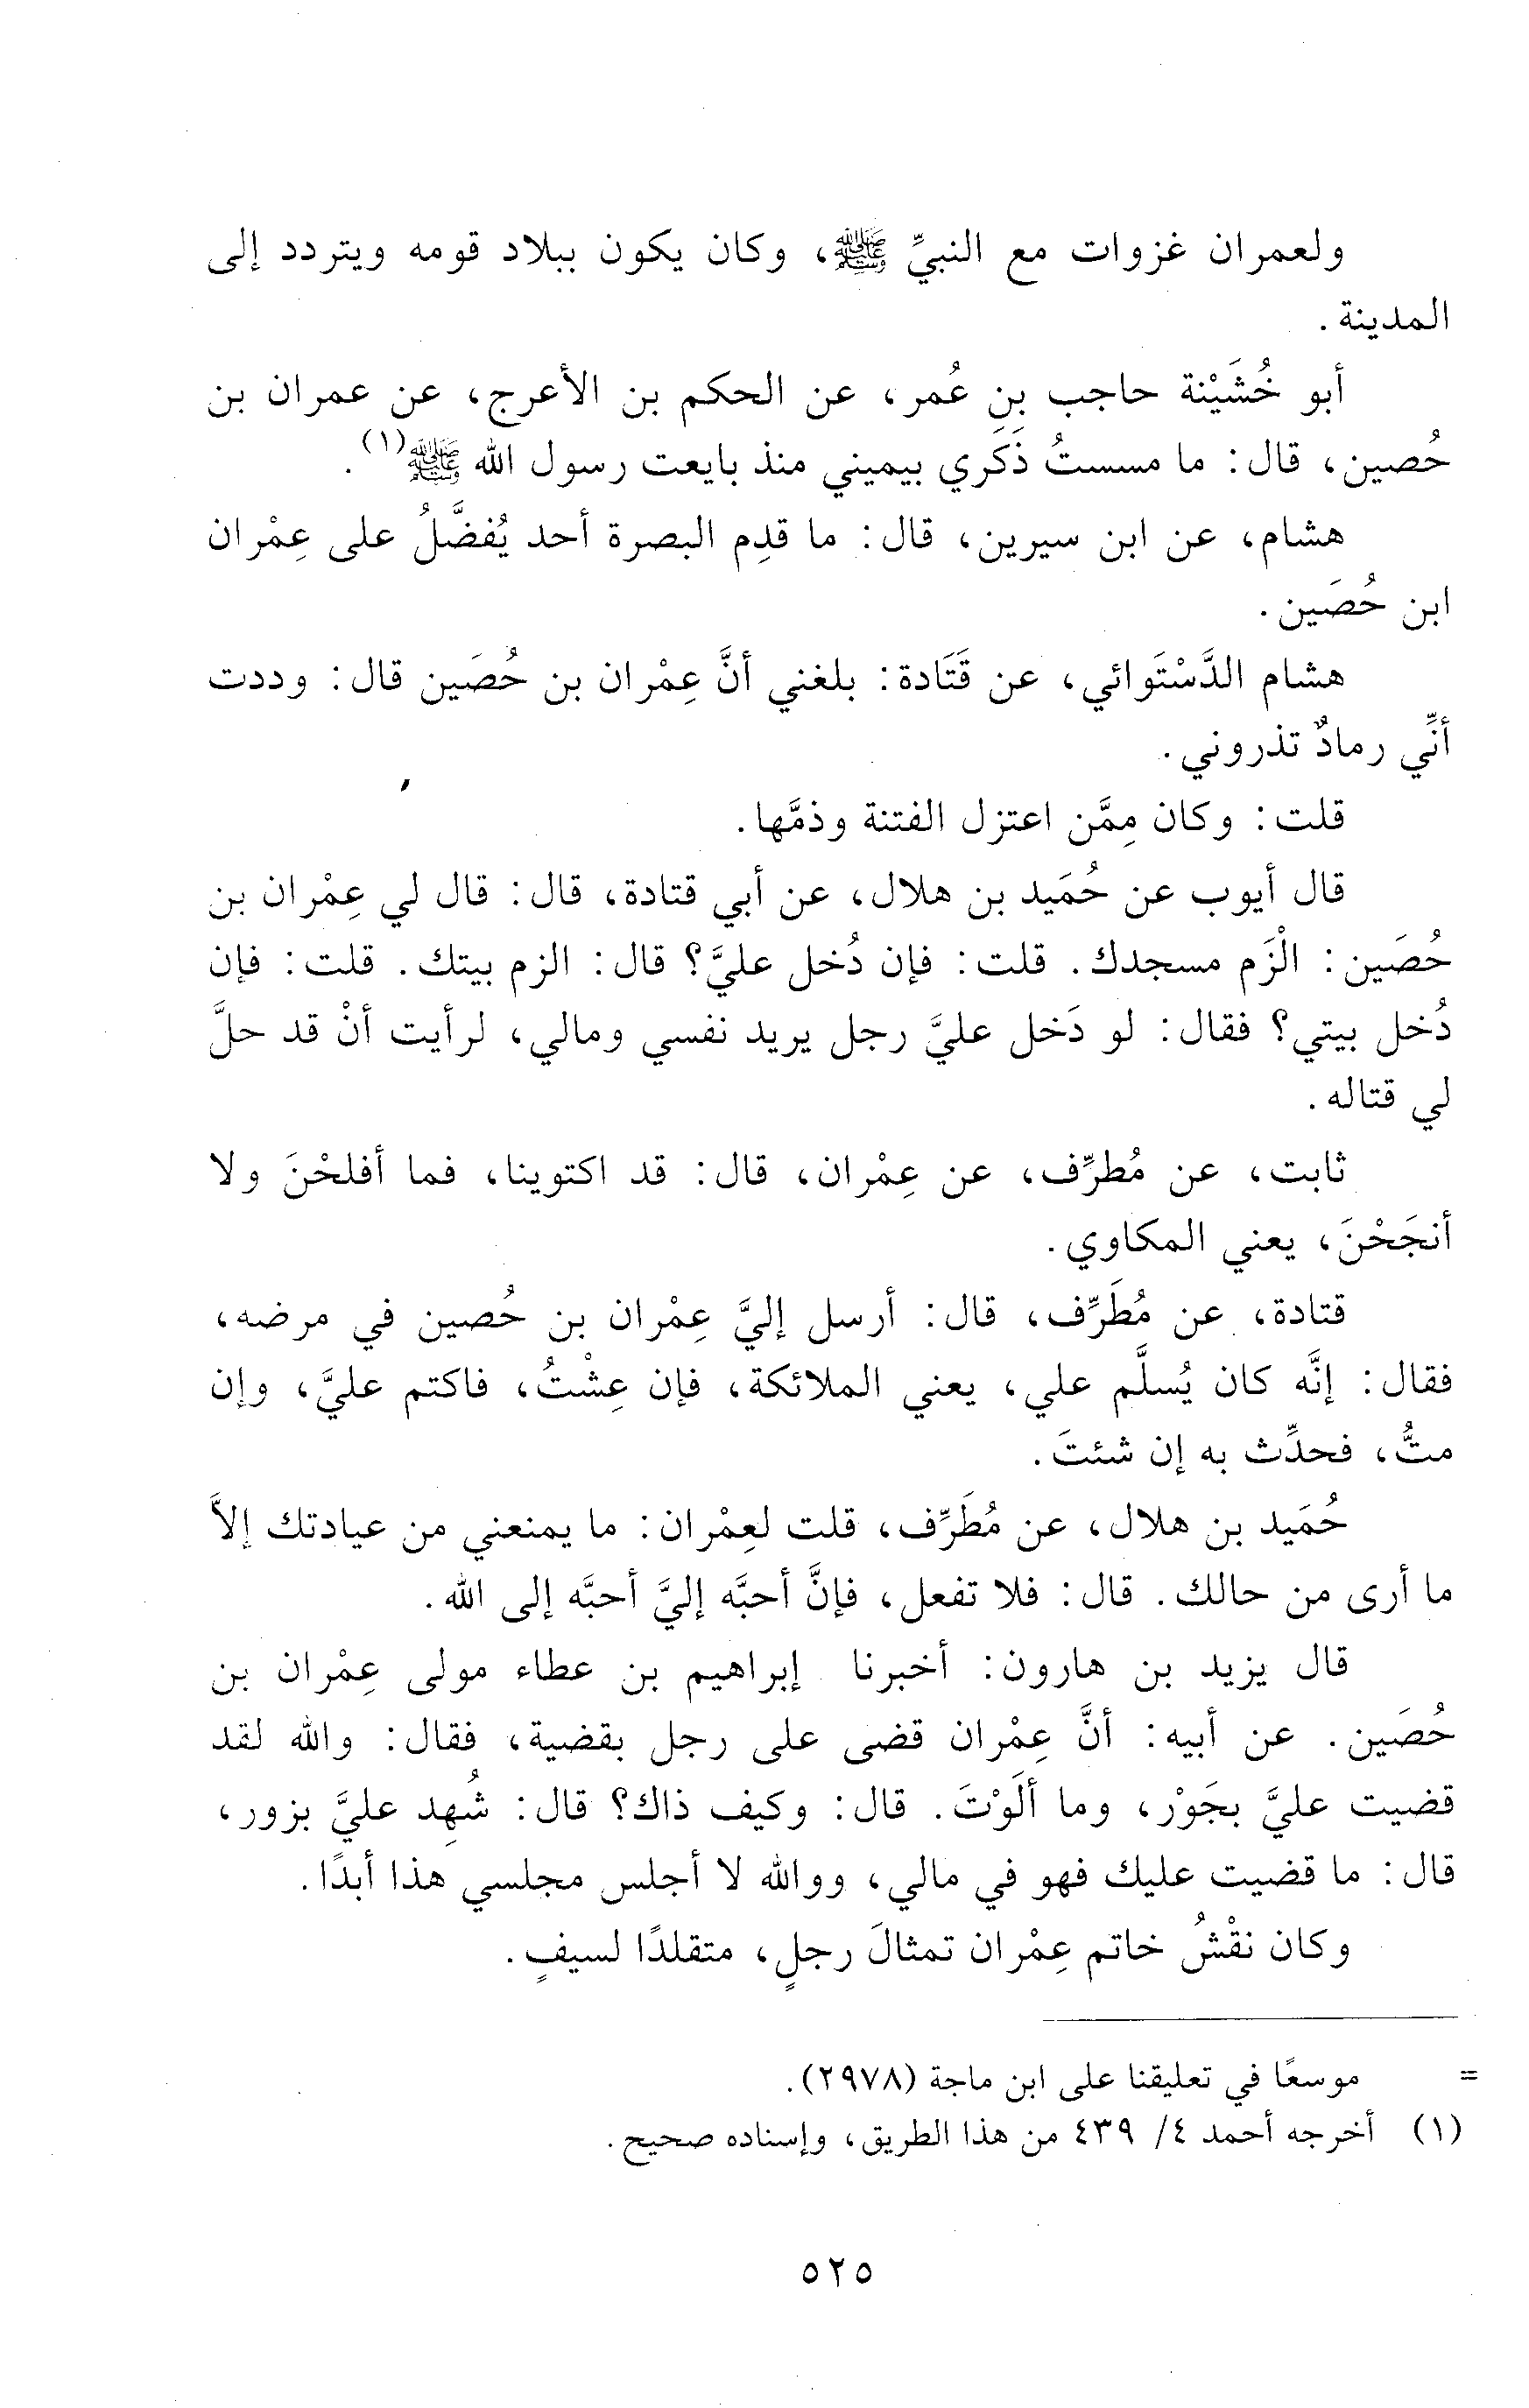 ولعمران غزوات مع النبيِّ ﷺ، وكان يكون ببلاد قومه ويتردد إلى
المدينة.
أبو خُشَيْنة حاجب بنِ عُمر، عن الحكم بن الأعرج، عن عمران بن
حُصين، قال: ما مسستُ ذَكَري بيميني منذ بايعت رسول الله ﷺ(١).
هشام، عن ابن سيرين، قال: ما قدِم البصرة أحد يُفضَّلُ على عِمْران
ابن حُصَين.
هشام الدَّسْتَوائي، عن قَتَادة: بلغني أنَّ عِمْران بن حُصَين قال: وددت
أنِّي رمادٌ تذروني.
قلت: وكان مِمَّن اعتزل الفتنة وذمَّها.
قال أيوب عن حُمَيد بن هلال، عن أبي قتادة، قال: قال لي عِمْران بن
حُصَين: الْزَم مسجدك. قلت: فإن دُخل عليَّ؟ قال: الزم بيتك. قلت: فإن
دُخل بيتي؟ فقال: لو دَخل عليَّ رجل يريد نفسي ومالي، لرأيت أنْ قد حلَّ
لي قتاله.
ثابت، عن مُطرِّف، عن عِمْران، قال: قد اكتوينا، فما أفلحْنَ ولا
أنجَحْنَ، يعني المكاوي.
قتادة، عن مُطَرِّف، قال: أرسل إليَّ عِمْران بن حُصين في مرضه،
فقال: إنَّه كان يُسلَّم علي، يعني الملائكة، فإن عِشْتُ، فاكتم عليَّ، وإن
متُّ، فحدِّث به إن شئتَ.
حُمَيد بن هلال، عن مُطَرِّف، قلت لعِمْران: ما يمنعني من عيادتك إلاَّ
ما أرى من حالك. قال: فلا تفعل، فإنَّ أحبَّه إليَّ أحبَّه إلى الله.
قال يزيد بن هارون: أخبرنا إبراهيم بن عطاء مولى عِمْران بن
حُصَين. عن أبيه: أنَّ عِمْران قضى على رجل بقضية، فقال: والله لقد
قضيت عليَّ بجَوْر، وما ألَوْتَ. قال: وكيف ذاك؟ قال: شُهِد عليَّ بزور،
قال: ما قضيت عليك فهو في مالي، ووالله لا أجلس مجلسي هذا أبدًا.
وكان نقْشُ خاتم عِمْران تمثالَ رجلٍ، متقلدًا لسيفٍ.
= موسعًا في تعليقنا على ابن ماجة (٢٩٧٨).
(١) أخرجه أحمد ٤/ ٤٣٩ من هذا الطريق، وإسناده صحيح.
٥٢٥